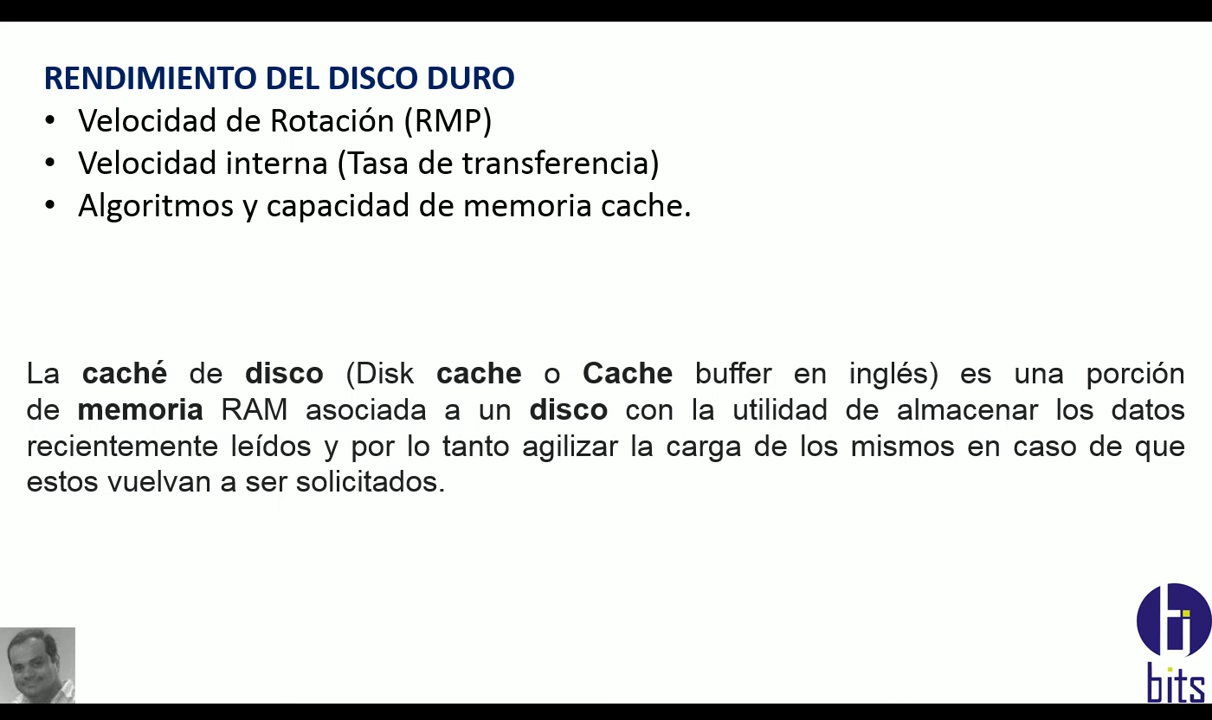 RENDIMIENTO DEL DISCO DURO
• Velocidad de Rotación (RMP)
• Velocidad interna (Tasa de transferencia)
• Algoritmos y capacidad de memoria cache.
La caché de disco (Disk cache o Cache buffer en inglés) es una porción
de memoria RAM asociada a un disco con la utilidad de almacenar los datos
recientemente leídos y por lo tanto agilizar la carga de los mismos en caso de que
estos vuelvan a ser solicitados.
bits